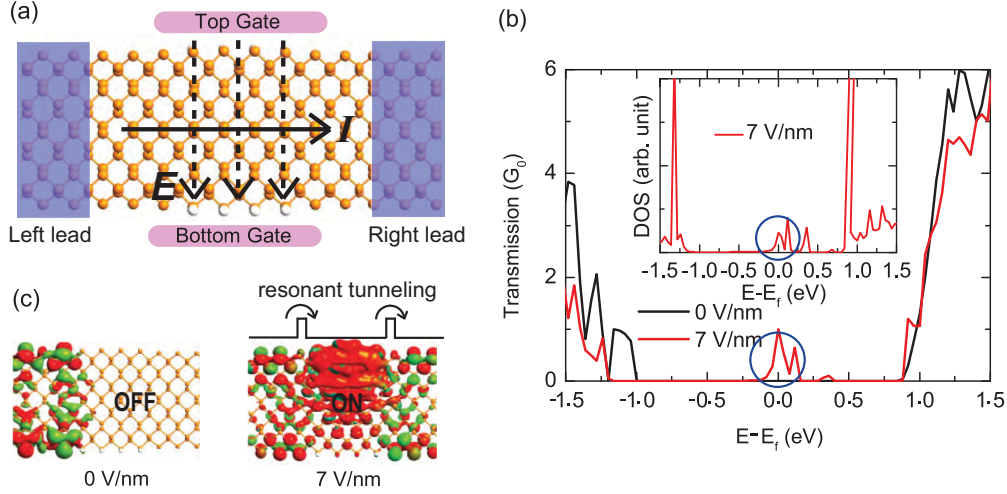 (a)
Top Gate
I
E
Left lead
Bottom Gate
Right lead
(b)
Transmission (G0)
6
4
2
0
-1.5
-1.0
-0.5
0.0
0.5
1.0
1.5
E-Ef (eV)
0 V/nm
7 V/nm
DOS (arb. unit)
7 V/nm
-1.5
-1.0
-0.5
0.0
0.5
1.0
1.5
E-Ef (eV)
(c)
resonant tunneling
OFF
ON
0 V/nm
7 V/nm